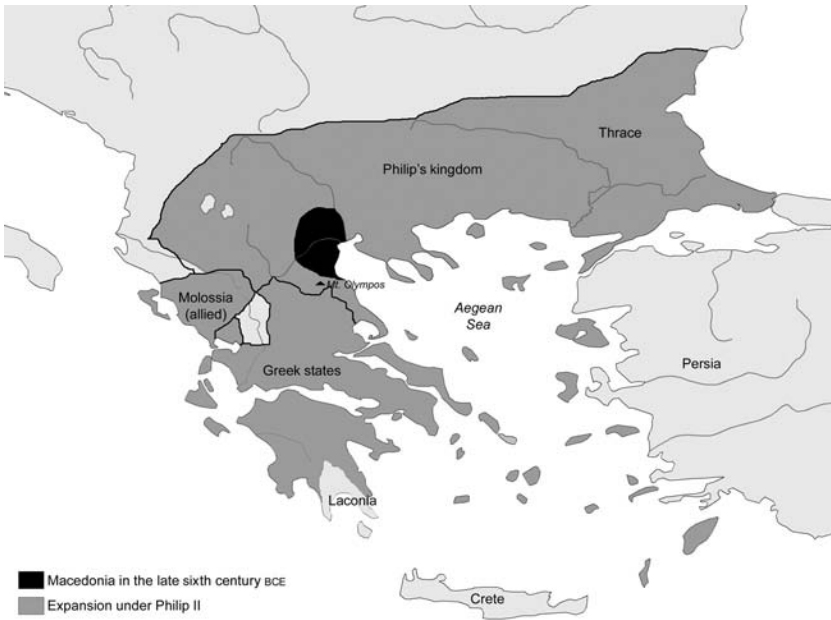 Thrace
Philip's kingdom
Mt. Olympos
Molossia
(allied)
Aegean
Sea
Persia
Greek states
Laconia
Crete
Macedonia in the late sixth century BCE
Expansion under Philip II